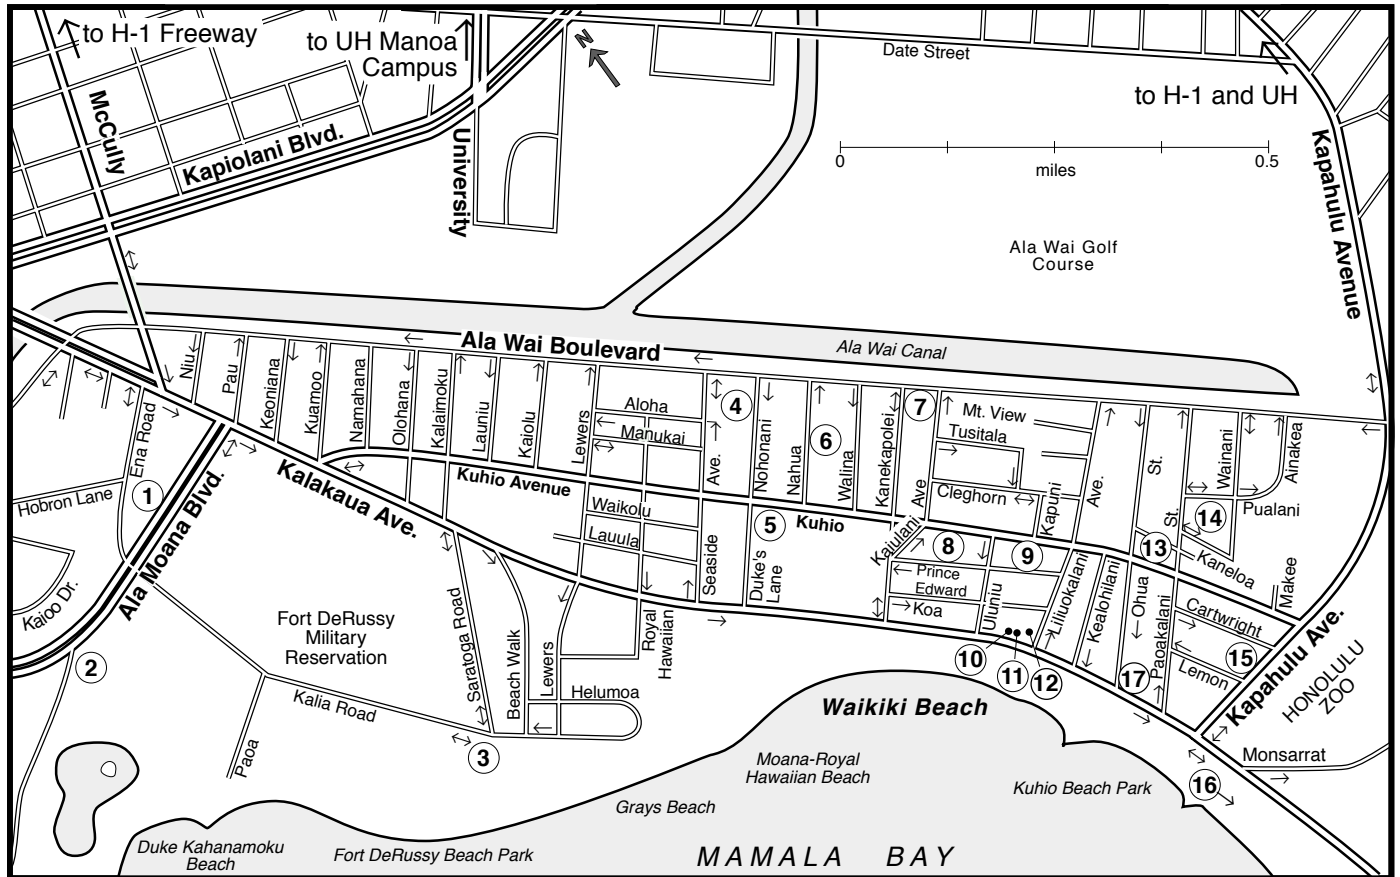 to H-1 Freeway
to UH Manoa
Campus
N
Date Street
to H-1 and UH
McCully
Kapiolani Blvd.
University
0
0.5
miles
Kapahulu Avenue
Ala Wai Golf
Course
Ala Wai Boulevard
Ala Wai Canal
Niu
Pau
Keoniana
Kuamoo
Namahana
Olohana
Kalaimoku
Launiu
Kaiolu
Lewers
Aloha
Manukai
Ave.
4
Nohonani
Nahua
6
Walina
Kanekapolei
7
Ave
Mt. View
Tusitala
Cleghorn
Kapuni
Ave.
St.
St.
Wainani
Ainakea
Pualani
14
Ena Road
Hobron Lane
1
Ala Moana Blvd.
Kalakaua Ave.
Kuhio Avenue
Waikolu
Lauula
Seaside
5
Kuhio
Duke's
Lane
Kaiulani
8
9
Prince
Edward
Koa
Uluniu
Liliuokalani
Kealohilani
Ohua
Paoakalani
13
Kaneloa
Makee
Cartwright
Lemon
15
Kapahulu Ave.
HONOLULU
ZOO
Kaioo Dr.
2
Fort DeRussy
Military
Reservation
Saratoga Road
Beach Walk
Lewers
Royal
Hawaiian
Helumoa
Kalia Road
Paoa
3
10
11
12
17
16
Monsarrat
Waikiki Beach
Moana-Royal
Hawaiian Beach
Kuhio Beach Park
Grays Beach
Duke Kahanamoku
Beach
Fort DeRussy Beach Park
MAMALA BAY